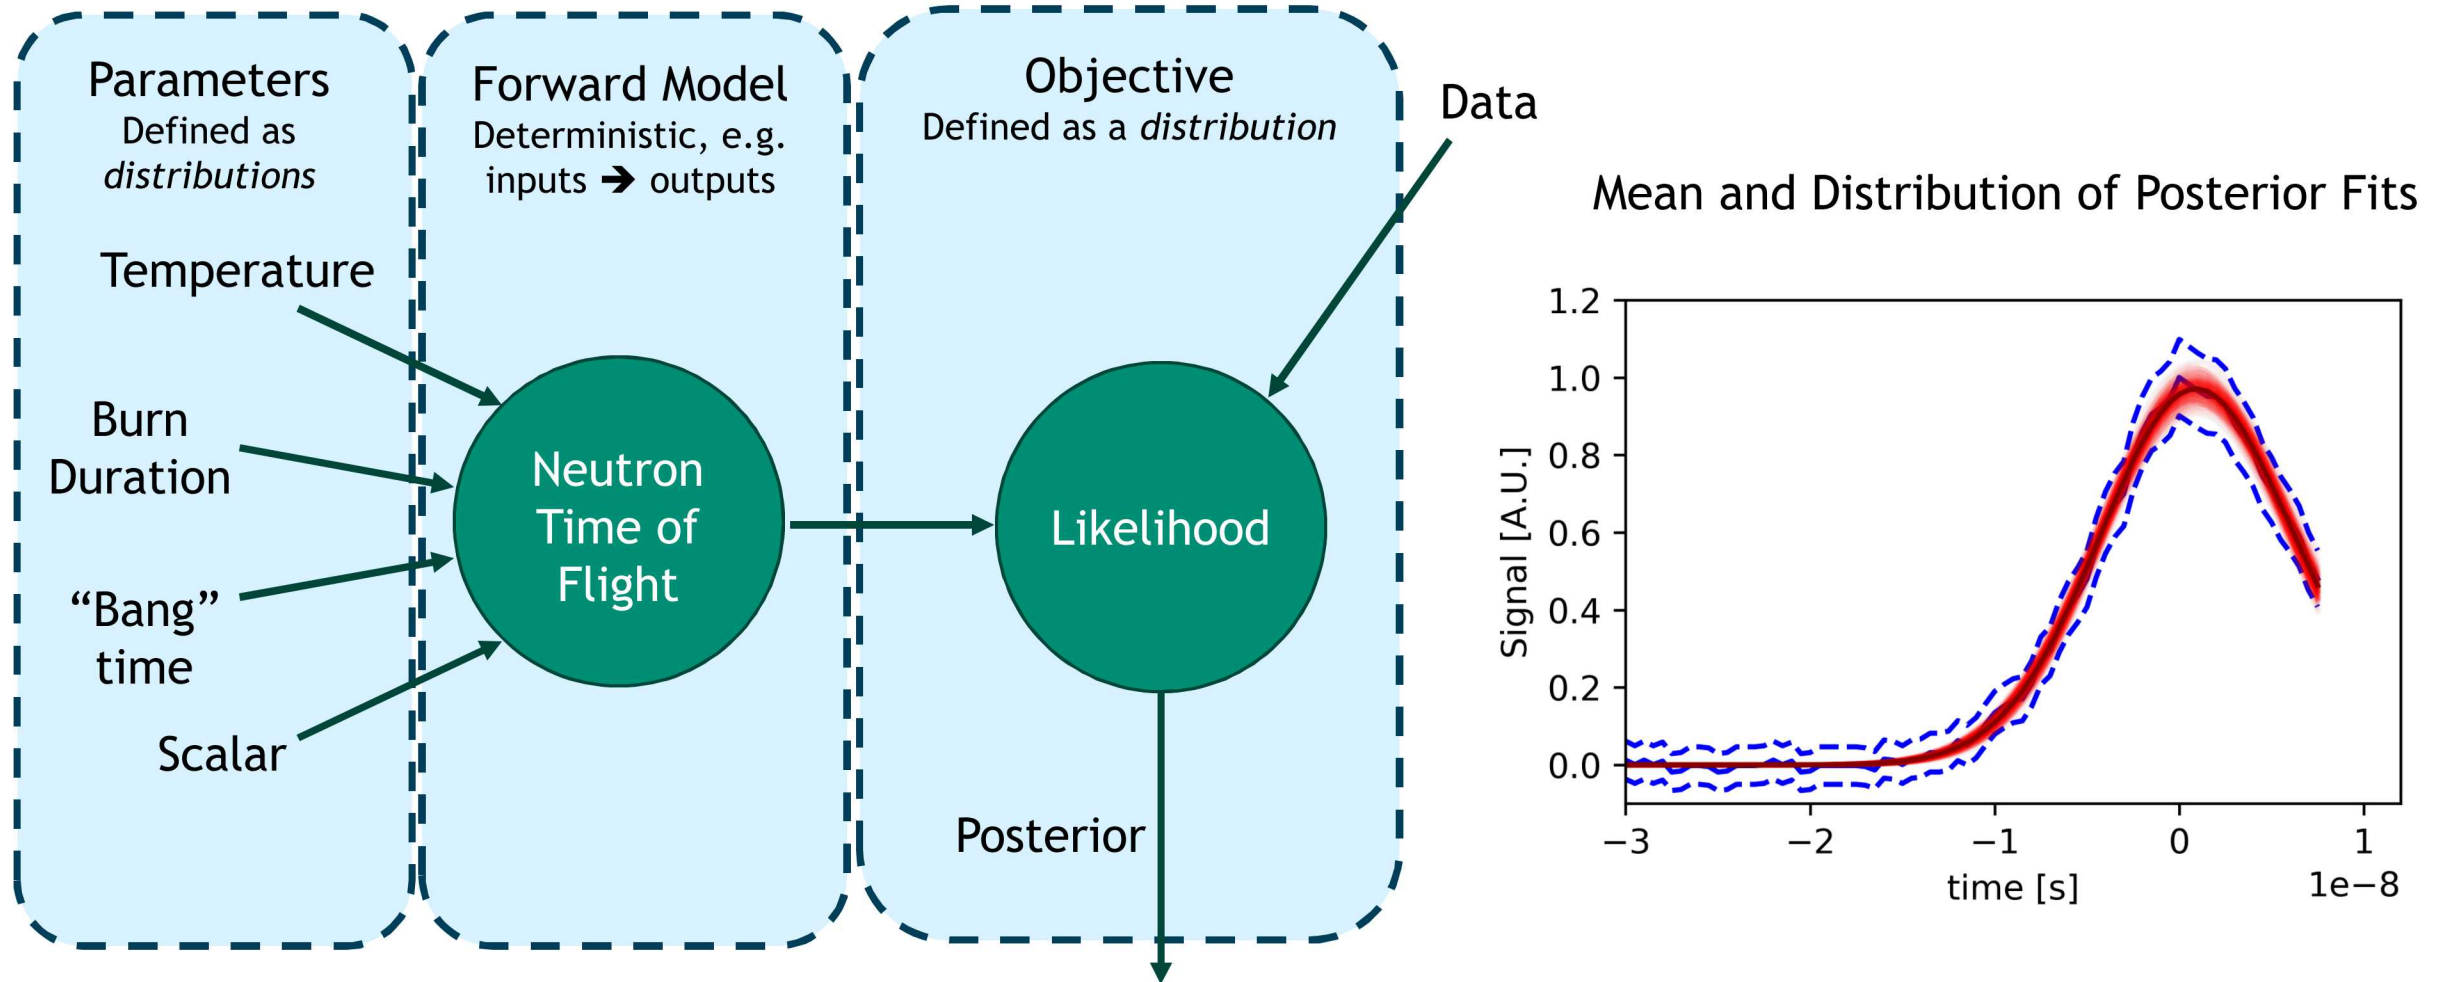 Parameters
Defined as
distributions
Temperature
Burn
Duration
“Bang”
time
Scalar
Forward Model
Deterministic, e.g.
inputs ➔ outputs
Neutron
Time of
Flight
Objective
Defined as a distribution
Likelihood
Posterior
Data
Mean and Distribution of Posterior Fits
Signal [A.U.]
1.2
1.0
0.8
0.6
0.4
0.2
0.0
−3 −2 −1 0 1
time [s]
1e−8